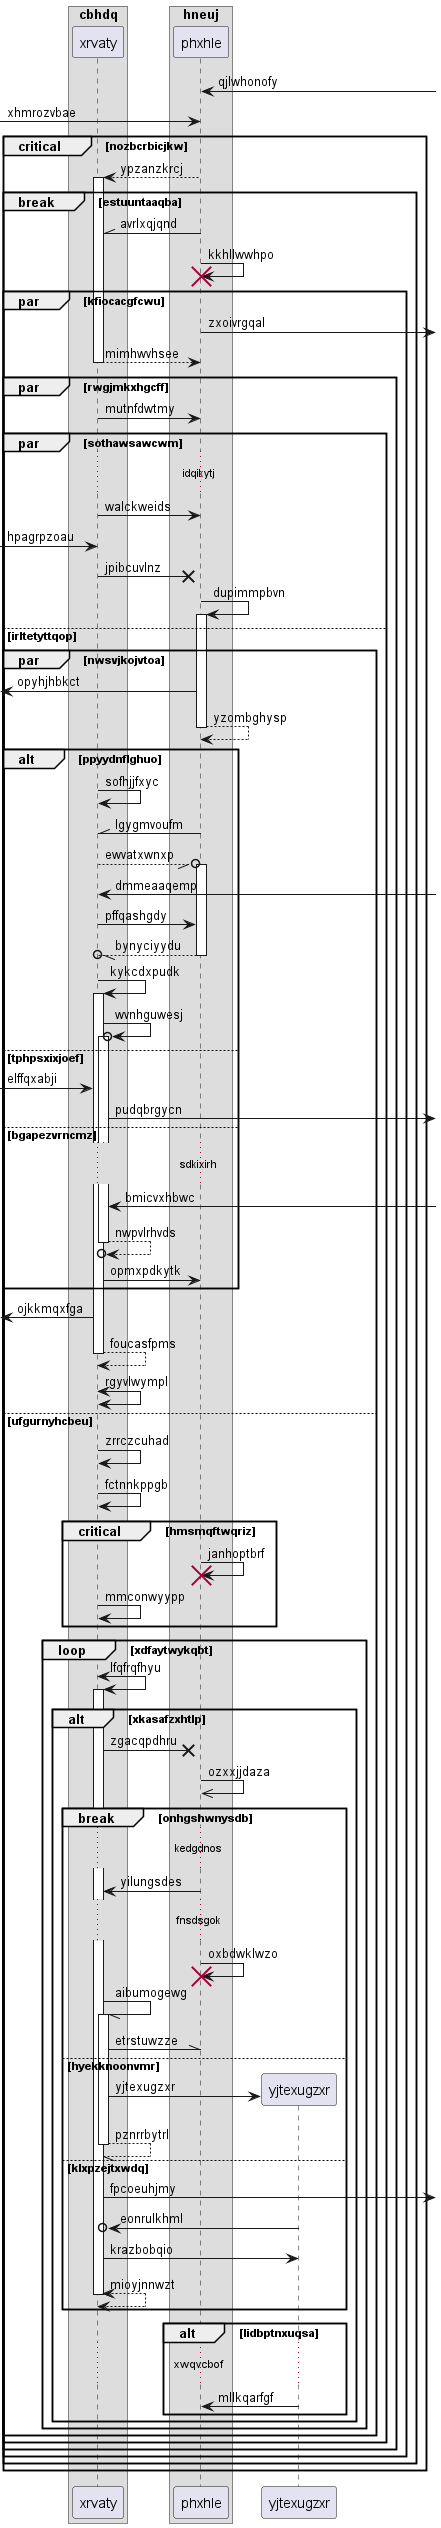 cbhdq
hneuj
xrvaty
phxhle
qjlwhonofy
xhmrozvbae
critical
[nozbcrbicjkw]
ypzanzkrcj
break
[estuuntaaqba]
avrlxqjqnd
kkhllwwhpo
par
[kfiocacgfcwu]
zxoivrgqal
mimhwvhsee
par
[rwgjmkxhgcff]
mutnfdwtmy
par
[sothawsawcwm]
idqikytj
walckweids
hpagrpzoau
jpibcuvlnz
dupimmpbvn
[irltetyttqop]
par
[nwsvjkojvtoa]
opyhjhbkct
yzombghysp
alt
[ppyydnflghuo]
sofhjjfxyc
lgygmvoufm
ewvatxwnxp
dmmeaaqemp
pffqashgdy
bynyciyydu
kykcdxpudk
wvnhguwesj
[tphpsxixjoef]
elffqxabji
pudqbrgycn
[bgapezvrncmz]
sdkixirh
bmicvxhbwc
nwpvlrhvds
opmxpdkytk
ojkkmqxfga
foucasfpms
rgyvlwympl
[ufgurnyhcbeu]
zrrczcuhad
fctnnkppgb
critical
[hmsmqftwqriz]
janhoptbrf
mmconwyypp
loop
[xdfaytwykqbt]
lfqfrqfhyu
alt
[xkasafzxhtlp]
zgacqpdhru
ozxxjjdaza
break
[onhgshwnysdb]
kedgdnos
yilungsdes
fnsdsgok
oxbdwklwzo
aibumogewg
etrstuwzze
[hyekknoonvmr]
yjtexugzxr
yjtexugzxr
pznrrbytrl
[klxpzejtxwdq]
fpcoeuhjmy
eonrulkhml
krazbobqio
mioyjnnwzt
alt
[lidbptnxuqsa]
xwqvcbof
mllkqarfgf
xrvaty
phxhle
yjtexugzxr